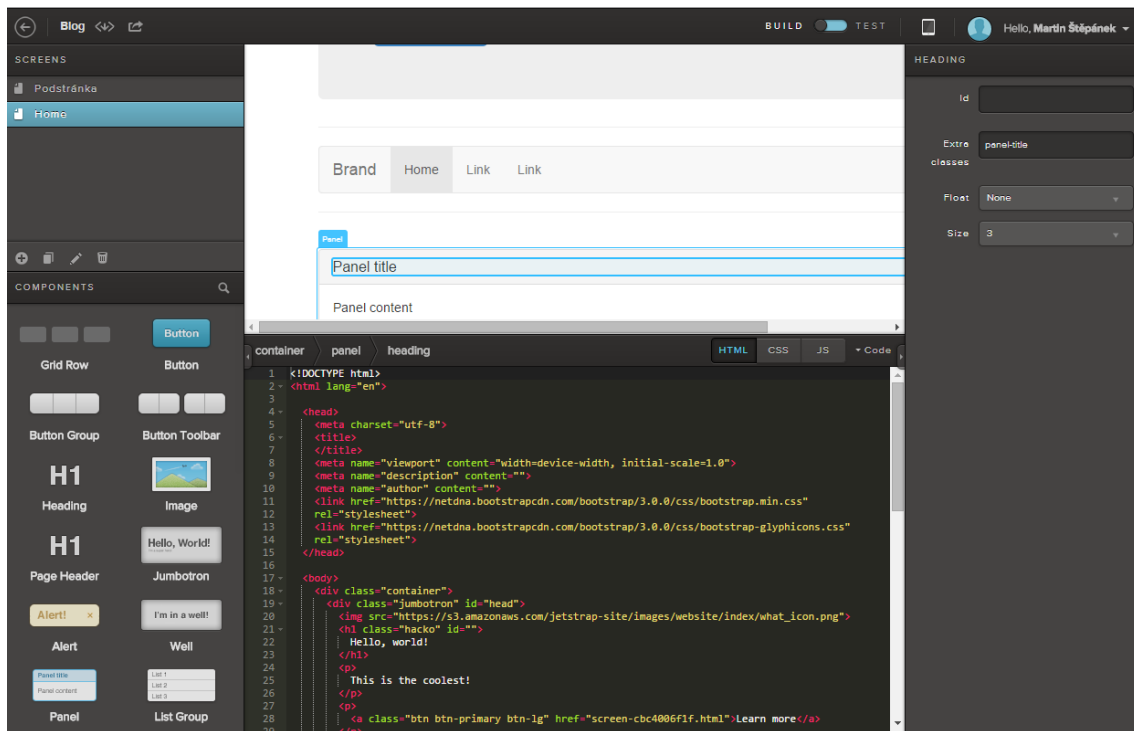 Blog
BUILD TEST
Hello, Martin Štěpánek
SCREENS
Podstránka
Home
COMPONENTS
Grid Row
Button
Button
Button Group
Button Toolbar
H1
Heading
Image
H1
Page Header
Hello, World!
Jumbotron
Alert! ×
Alert
I'm in a well!
Well
Panel title
Panel content
Panel
List 1
List 2
List 3
List Group
Brand Home Link Link
Panel
Panel title
Panel content
container panel heading
HTML CSS JS Code
1 <!DOCTYPE html>
2 <html lang="en">
3
4 <head>
5 <meta charset="utf-8">
6 <title>
7 </title>
8 <meta name="viewport" content="width=device-width, initial-scale=1.0">
9 <meta name="description" content="">
10 <meta name="author" content="">
11 <link href="https://netdna.bootstrapcdn.com/bootstrap/3.0.0/css/bootstrap.min.css"
12 rel="stylesheet">
13 <link href="https://netdna.bootstrapcdn.com/bootstrap/3.0.0/css/bootstrap-glyphicons.css"
14 rel="stylesheet">
15 </head>
16
17 <body>
18 <div class="container">
19 <div class="jumbotron" id="head">
20 <img src="https://s3.amazonaws.com/jetstrap-site/images/website/index/what_icon.png">
21 <h1 class="hacko" id="">
22 Hello, world!
23 </h1>
24 <p>
25 This is the coolest!
26 </p>
27 <p>
28 <a class="btn btn-primary btn-lg" href="screen-cbc4006f1f.html">Learn more</a>
HEADING
Id
Extra classes panel-title
Float None
Size 3